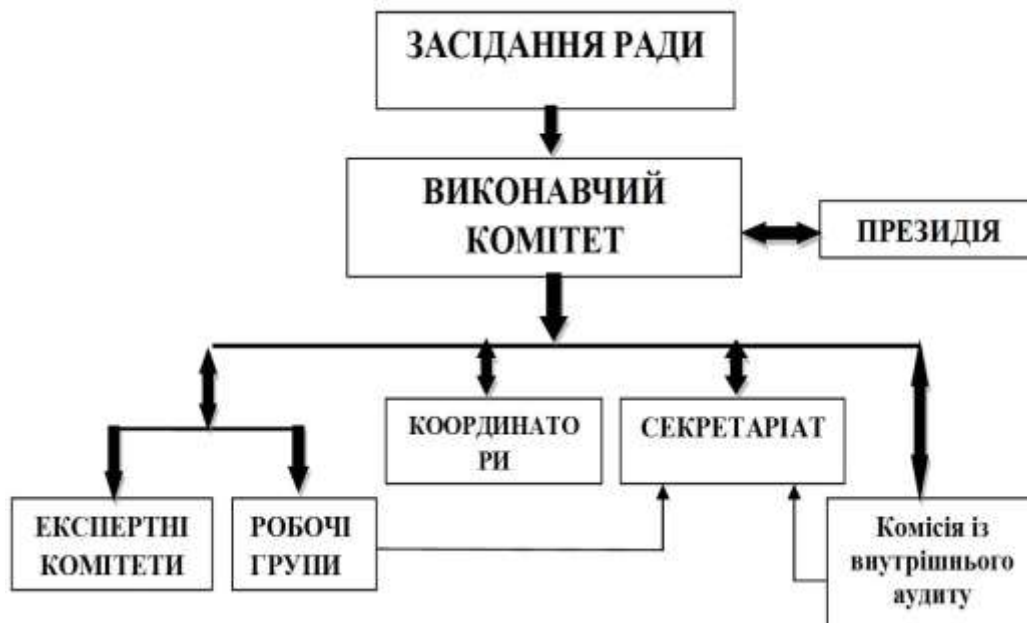 ЗАСІДАННЯ РАДИ
ВИКОНАВЧИЙ
КОМІТЕТ
ПРЕЗИДІЯ
КООРДИНАТО
РИ
СЕКРЕТАРІАТ
ЕКСПЕРТНІ
КОМІТЕТИ
РОБОЧІ
ГРУПИ
Комісія із
внутрішнього
аудиту